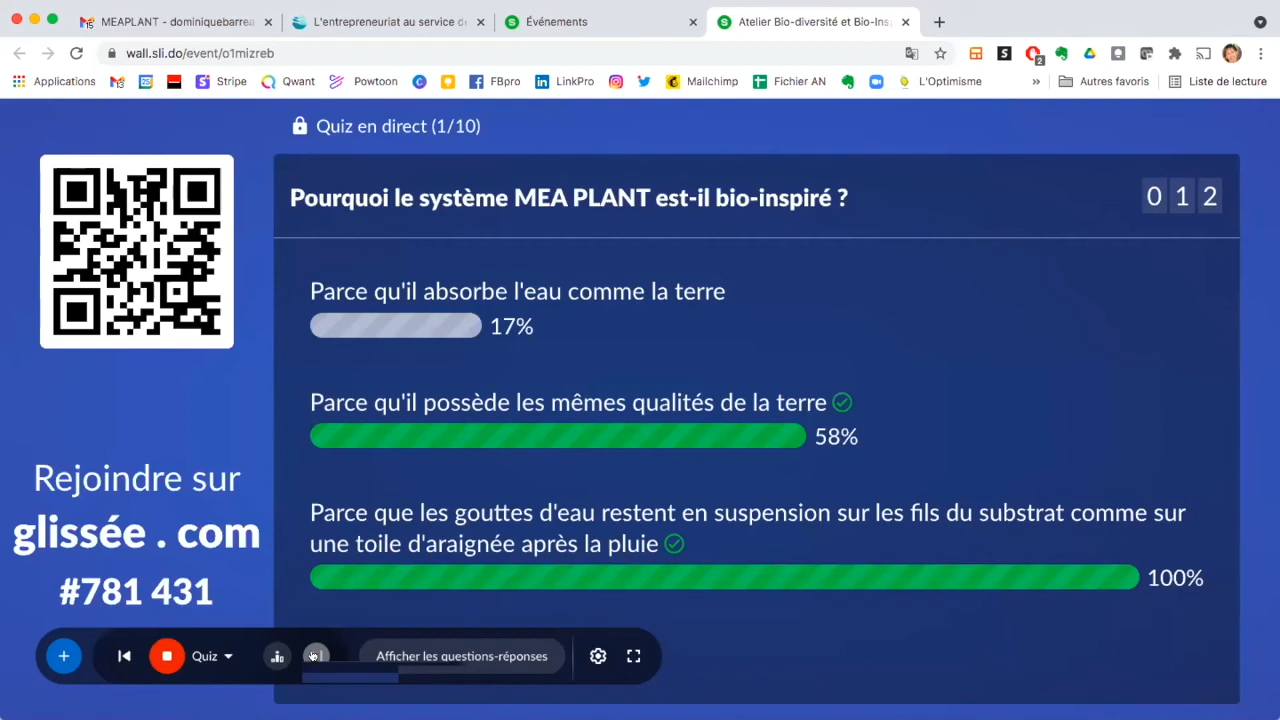 MEAPLANT - dominiquebarrea
L'entrepreneuriat au service de
Événements
Atelier Bio-diversité et Bio-Ins
wall.sli.do/event/o1mizreb
Applications
Stripe
Qwant
Powtoon
FBpro
LinkPro
Mailchimp
Fichier AN
L'Optimisme
»
Autres favoris
Liste de lecture
Quiz en direct (1/10)
Pourquoi le système MEA PLANT est-il bio-inspiré ?
0 1 2
Parce qu'il absorbe l'eau comme la terre
17%
Parce qu'il possède les mêmes qualités de la terre
58%
Parce que les gouttes d'eau restent en suspension sur les fils du substrat comme sur
une toile d'araignée après la pluie
100%
Rejoindre sur
glissée . com
#781 431
Quiz
Afficher les questions-réponses